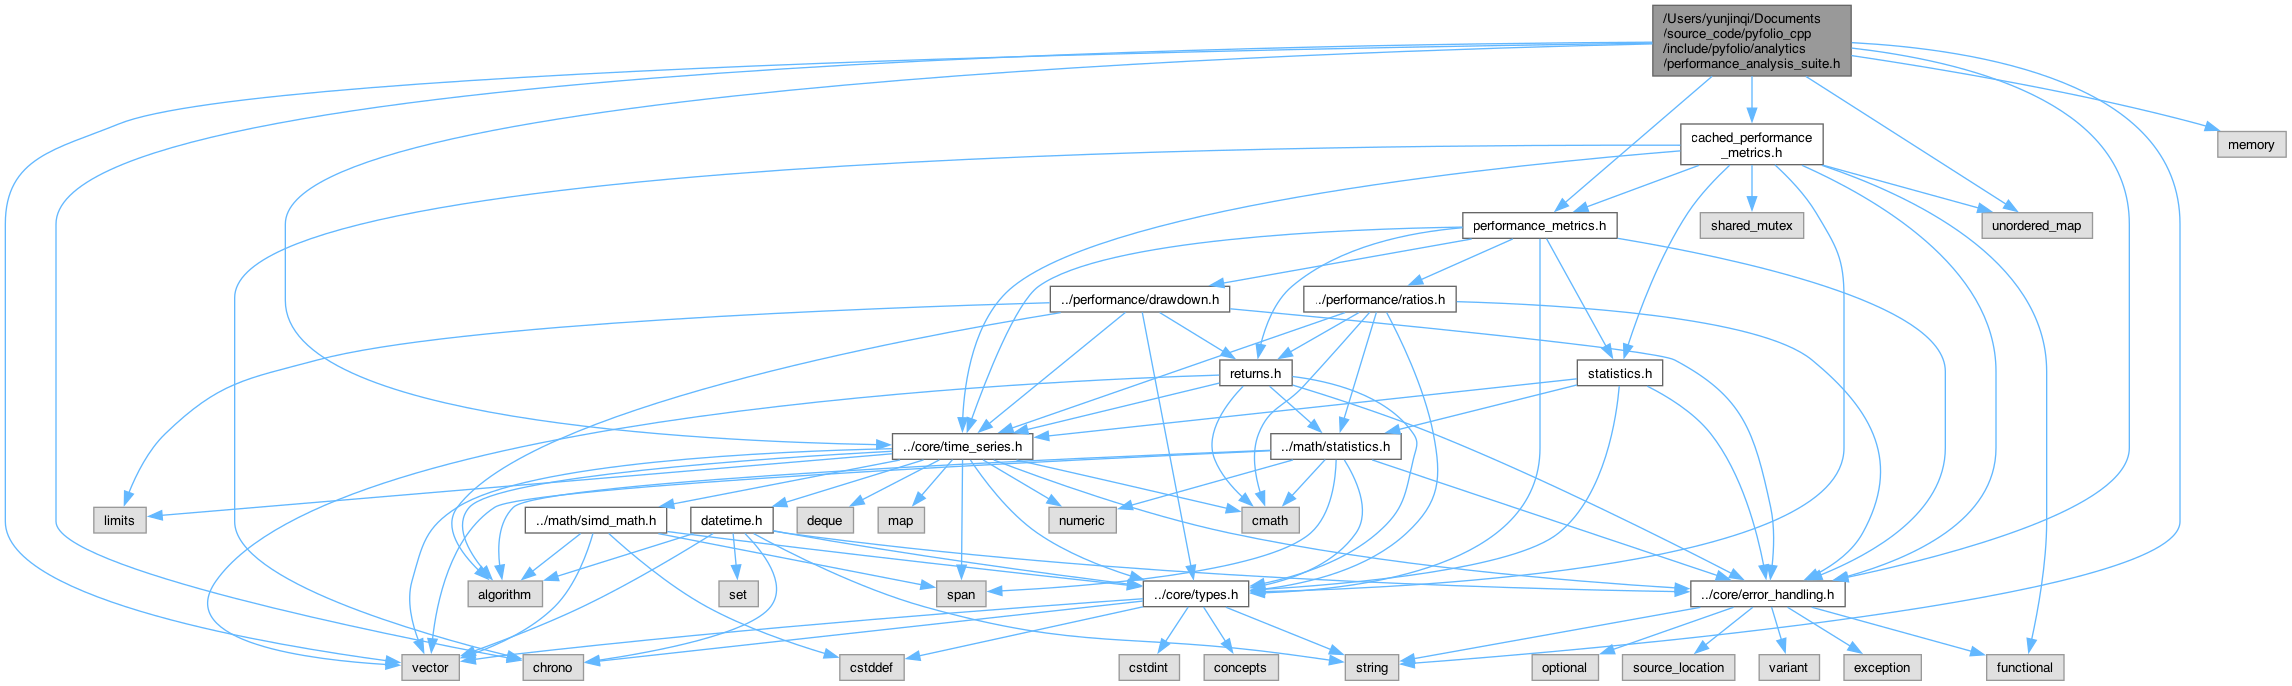 /Users/yunjinqi/Documents
/source_code/pyfolio_cpp
/include/pyfolio/analytics
/performance_analysis_suite.h
cached_performance
_metrics.h
memory
performance_metrics.h
shared_mutex
unordered_map
../performance/drawdown.h
../performance/ratios.h
returns.h
statistics.h
../core/time_series.h
../math/statistics.h
limits
../math/simd_math.h
datetime.h
deque
map
numeric
cmath
algorithm
set
span
../core/types.h
../core/error_handling.h
vector
chrono
cstddef
cstdint
concepts
string
optional
source_location
variant
exception
functional